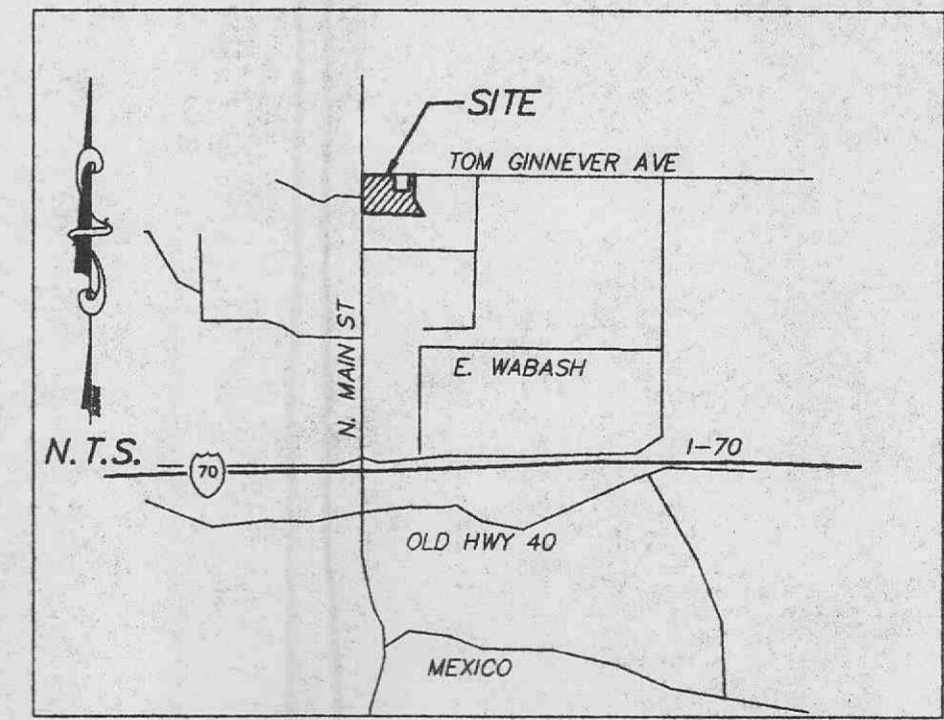 SITE
TOM GINNEVER AVE
N. MAIN ST
E. WABASH
N.T.S.
70
I-70
OLD HWY 40
MEXICO